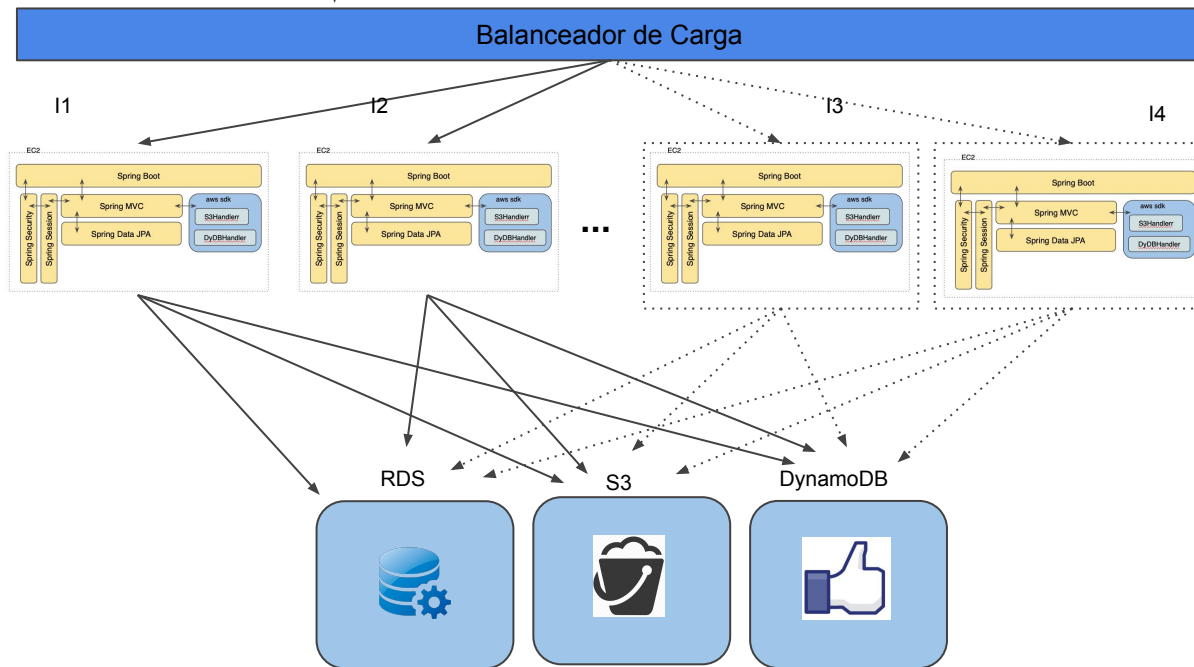 Balanceador de Carga
I1
I2
I3
I4
EC2
Spring Boot
Spring Security
Spring Session
Spring MVC
Spring Data JPA
aws sdk
S3Handlerr
DyDBHandler
EC2
Spring Boot
Spring Security
Spring Session
Spring MVC
Spring Data JPA
aws sdk
S3Handlerr
DyDBHandler
...
EC2
Spring Boot
Spring Security
Spring Session
Spring MVC
Spring Data JPA
aws sdk
S3Handlerr
DyDBHandler
EC2
Spring Boot
Spring Security
Spring Session
Spring MVC
Spring Data JPA
aws sdk
S3Handlerr
DyDBHandler
RDS
S3
DynamoDB